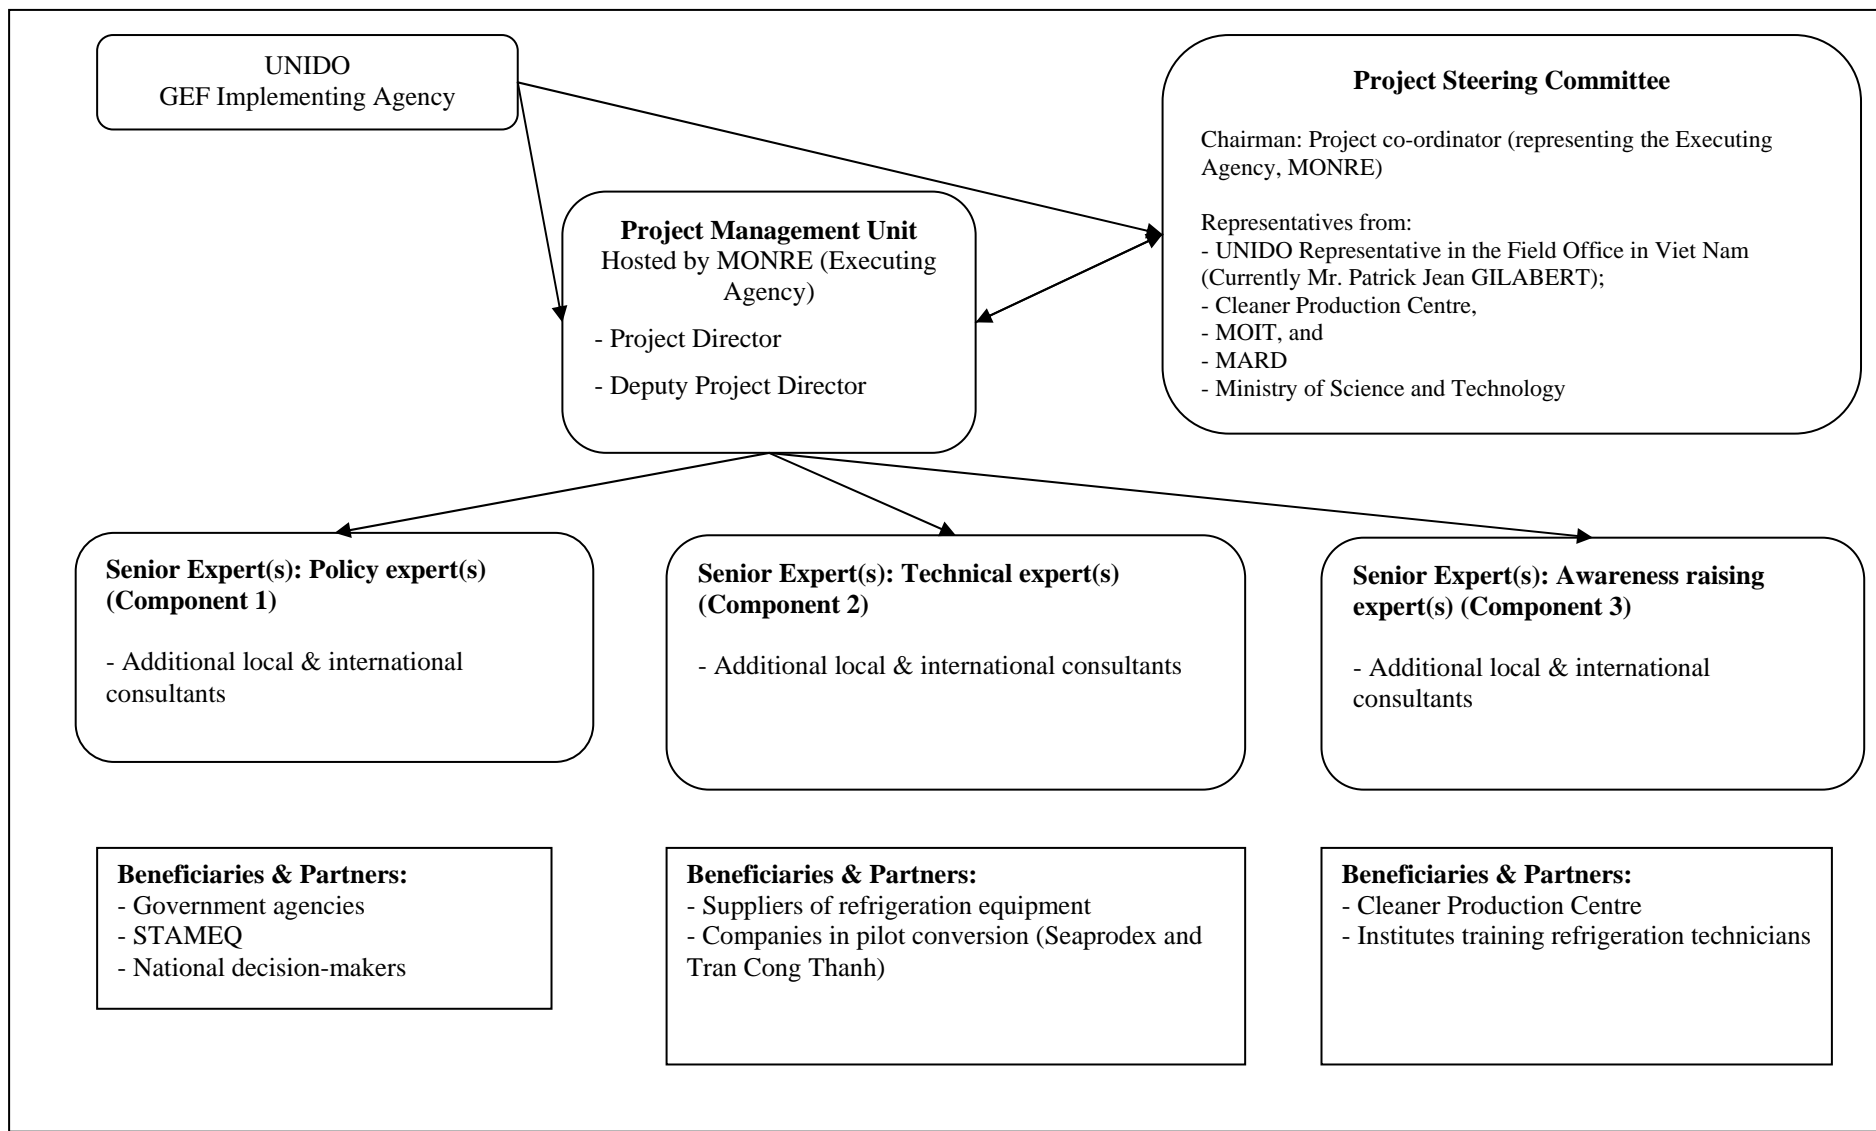 UNIDO
GEF Implementing Agency
Project Steering Committee
Chairman: Project co-ordinator (representing the Executing
Agency, MONRE)
Representatives from:
- UNIDO Representative in the Field Office in Viet Nam
(Currently Mr. Patrick Jean GILABERT);
- Cleaner Production Centre,
- MOIT, and
- MARD
- Ministry of Science and Technology
Project Management Unit
Hosted by MONRE (Executing
Agency)
- Project Director
- Deputy Project Director
Senior Expert(s): Policy expert(s)
(Component 1)
- Additional local & international
consultants
Senior Expert(s): Technical expert(s)
(Component 2)
- Additional local & international consultants
Senior Expert(s): Awareness raising
expert(s) (Component 3)
- Additional local & international
consultants
Beneficiaries & Partners:
- Government agencies
- STAMEQ
- National decision-makers
Beneficiaries & Partners:
- Suppliers of refrigeration equipment
- Companies in pilot conversion (Seaprodex and
Tran Cong Thanh)
Beneficiaries & Partners:
- Cleaner Production Centre
- Institutes training refrigeration technicians